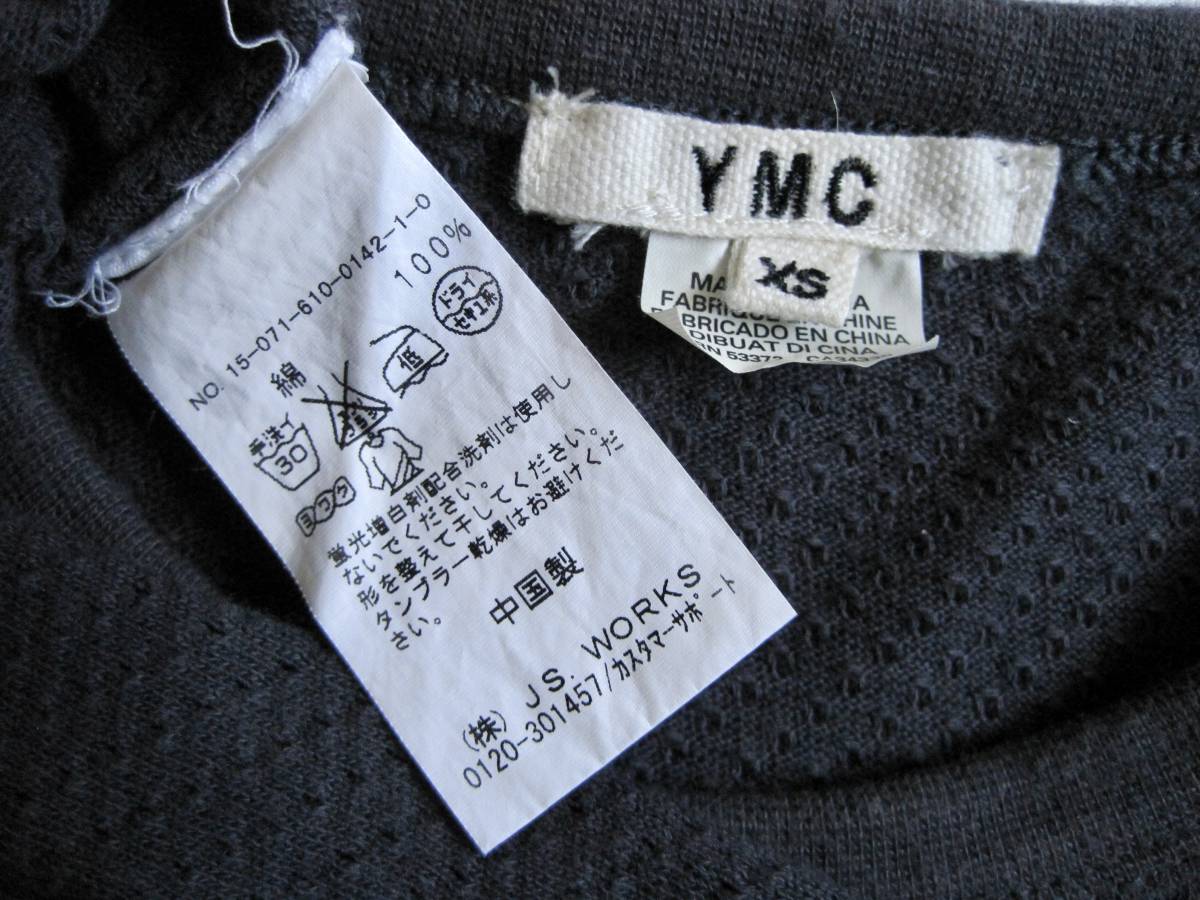 NO. 15-071-610-0142-1-0
綿 100%
手洗イ
30
低
ドライ
セキユ系
ヨワク
蛍光増白剤配合洗剤は使用し
ないでください。
形を整えて干してください。
タンブラー乾燥はお避けくだ
さい。
中国製
(株) JS. WORKS
0120-301457/カスタマーサポート
YMC
XS
FABRICADO EN CHINA
DIBUAT DI CINA